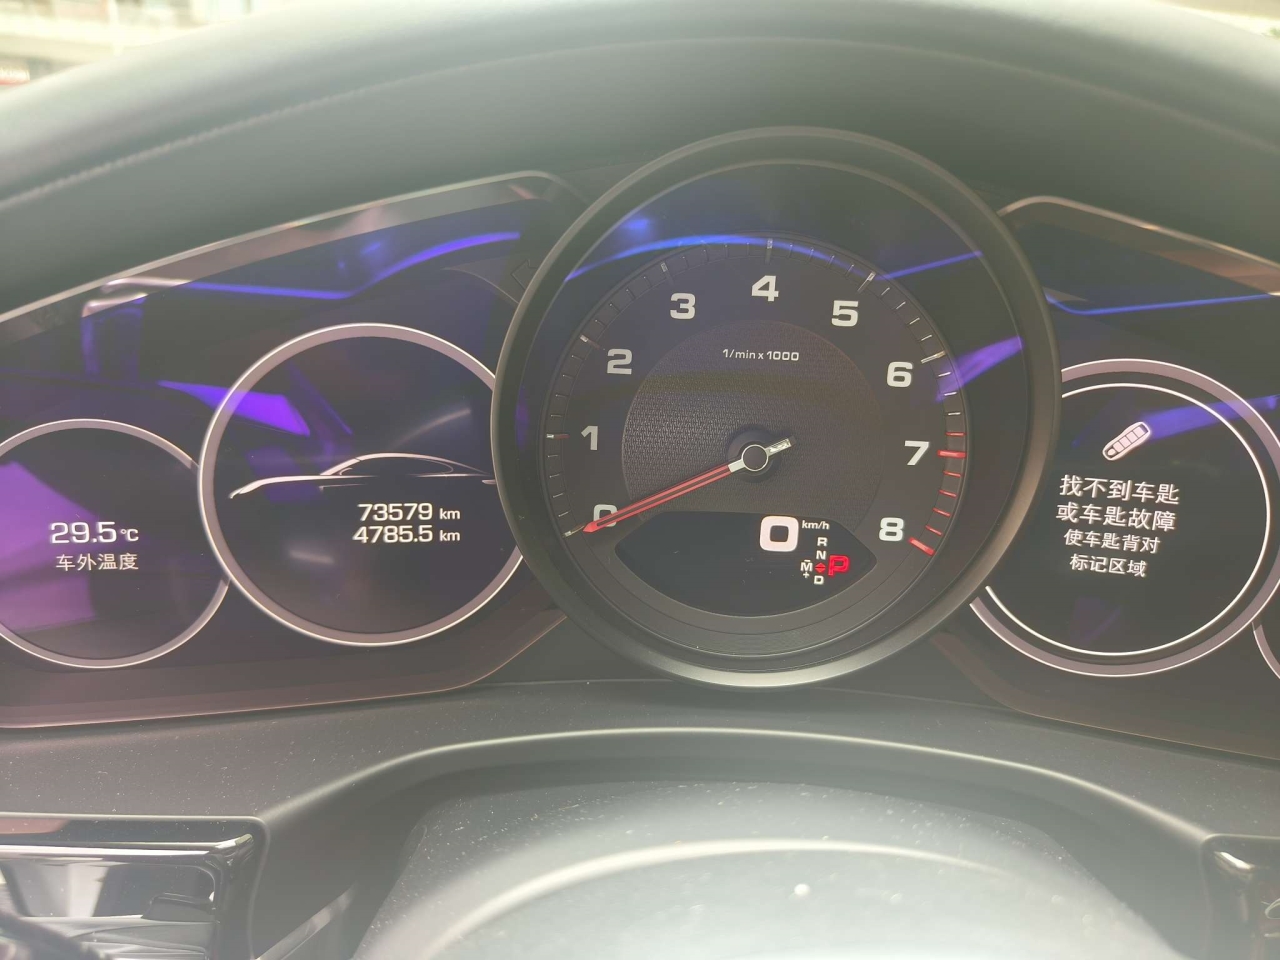 29.5 °C
车外温度
73579 km
4785.5 km
0
1
2
3
4
5
6
7
8
1/min x 1000
0 km/h
R
N
M P
+ D
找不到车匙
或车匙故障
使车匙背对
标记区域